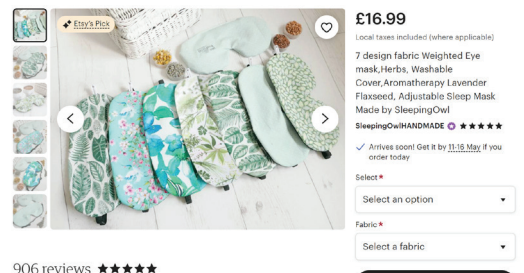 Etsy's Pick
£16.99
Local taxes included (where applicable)
7 design fabric Weighted Eye
mask,Herbs, Washable
Cover,Aromatherapy Lavender
Flaxseed, Adjustable Sleep Mask
Made by SleepingOwl
SleepingOwlHANDMADE
Arrives soon! Get it by 11-16 May if you
order today
Select *
Select an option
Fabric *
Select a fabric
906 reviews